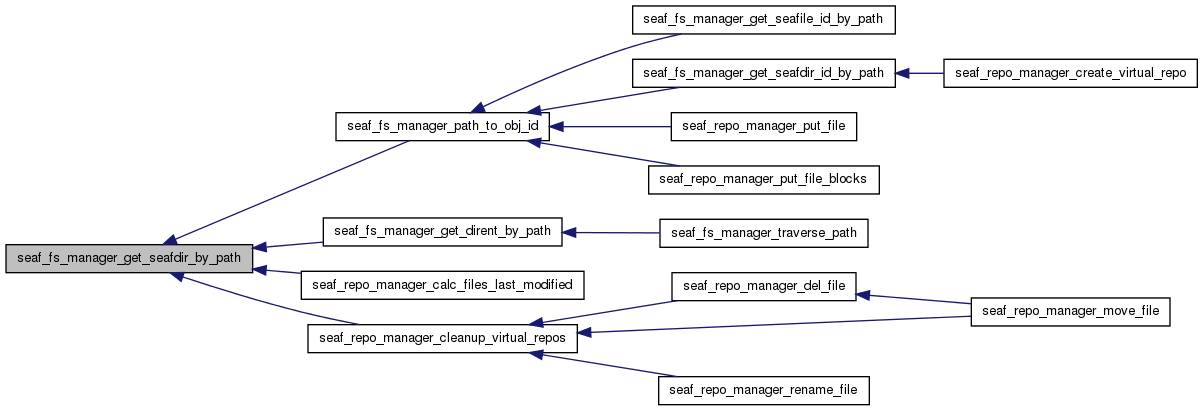 seaf_fs_manager_get_seafile_id_by_path
seaf_fs_manager_get_seafdir_id_by_path
seaf_repo_manager_create_virtual_repo
seaf_fs_manager_path_to_obj_id
seaf_repo_manager_put_file
seaf_repo_manager_put_file_blocks
seaf_fs_manager_get_dirent_by_path
seaf_fs_manager_traverse_path
seaf_fs_manager_get_seafdir_by_path
seaf_repo_manager_calc_files_last_modified
seaf_repo_manager_del_file
seaf_repo_manager_move_file
seaf_repo_manager_cleanup_virtual_repos
seaf_repo_manager_rename_file